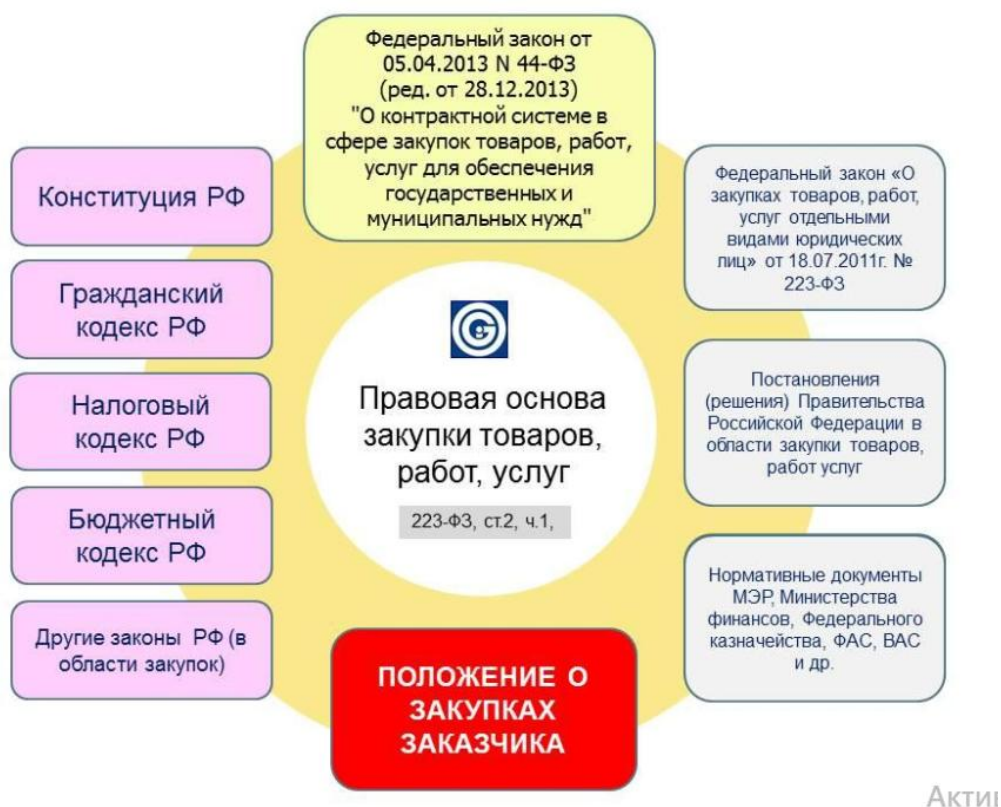 Федеральный закон от
05.04.2013 N 44-ФЗ
(ред. от 28.12.2013)
"О контрактной системе в
сфере закупок товаров, работ,
услуг для обеспечения
государственных и
муниципальных нужд"
Конституция РФ
Гражданский
кодекс РФ
Налоговый
кодекс РФ
Бюджетный
кодекс РФ
Другие законы РФ (в
области закупок)
Правовая основа
закупки товаров,
работ, услуг
223-ФЗ, ст.2, ч.1,
Федеральный закон «О
закупках товаров, работ,
услуг отдельными
видами юридических
лиц» от 18.07.2011г. №
223-ФЗ
Постановления
(решения) Правительства
Российской Федерации в
области закупки товаров,
работ услуг
Нормативные документы
МЭР, Министерства
финансов, Федерального
казначейства, ФАС, ВАС
и др.
ПОЛОЖЕНИЕ О
ЗАКУПКАХ
ЗАКАЗЧИКА
Актив